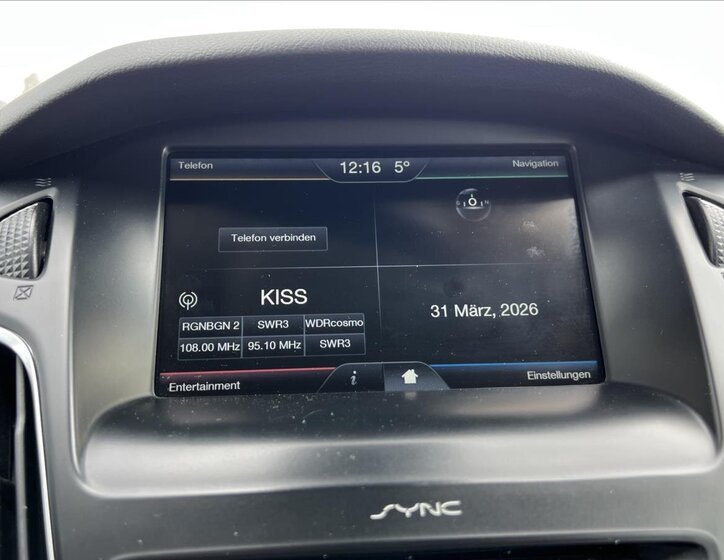 Telefon
12:16 5°
Navigation
Telefon verbinden
KISS
RGNBGN 2 SWR3 WDRcosmo
108.00 MHz 95.10 MHz SWR3
31 März, 2026
Entertainment
i
Einstellungen
SYNC